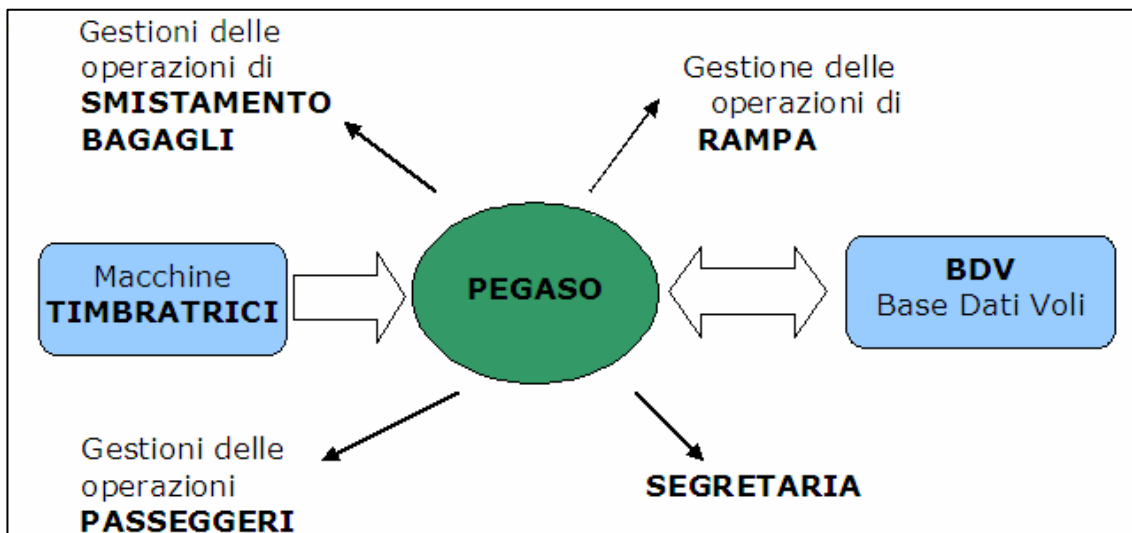 Gestioni delle
operazioni di
SMISTAMENTO
BAGAGLI
Gestione delle
operazioni di
RAMPA
Macchine
TIMBRATRICI
PEGASO
BDV
Base Dati Voli
Gestioni delle
operazioni
PASSEGGERI
SEGRETARIA